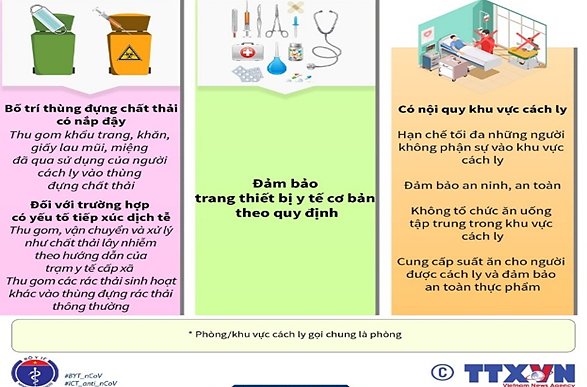 Bố trí thùng đựng chất thải
có nắp đậy
Thu gom khẩu trang, khăn,
giấy lau mũi, miệng
đã qua sử dụng của người
cách ly vào thùng
đựng chất thải
Đối với trường hợp
có yếu tố tiếp xúc dịch tễ
Thu gom, vận chuyển và xử lý
như chất thải lây nhiễm
theo hướng dẫn của
trạm y tế cấp xã
Thu gom các rác thải sinh hoạt
khác vào thùng đựng rác thải
thông thường
Đảm bảo
trang thiết bị y tế cơ bản
theo quy định
Có nội quy khu vực cách ly
Hạn chế tối đa những người
không phận sự vào khu vực
cách ly
Đảm bảo an ninh, an toàn
Không tổ chức ăn uống
tập trung trong khu vực
cách ly
Cung cấp suất ăn cho người
được cách ly và đảm bảo
an toàn thực phẩm
* Phòng/khu vực cách ly gọi chung là phòng
BỘ Y TẾ
#BYT_nCoV
#ICT_anti_nCoV
© TTXVN
Vietnam News Agency